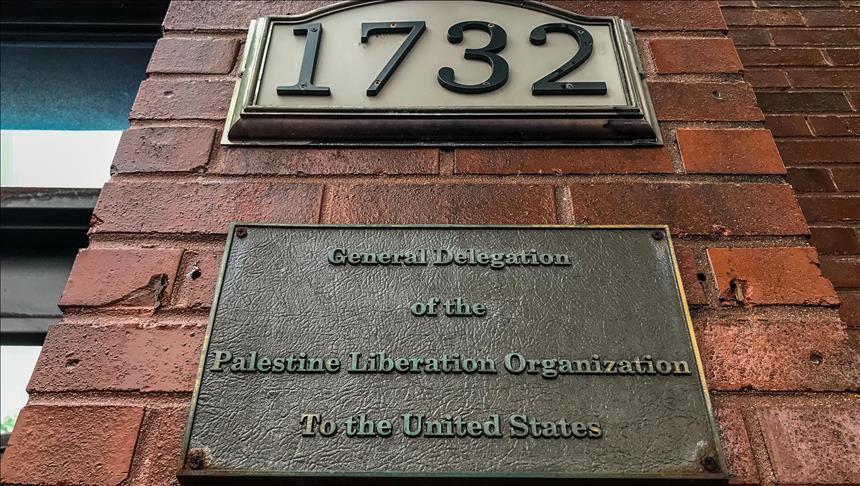 1732
General Delegation
of the
Palestine Liberation Organization
To the United States